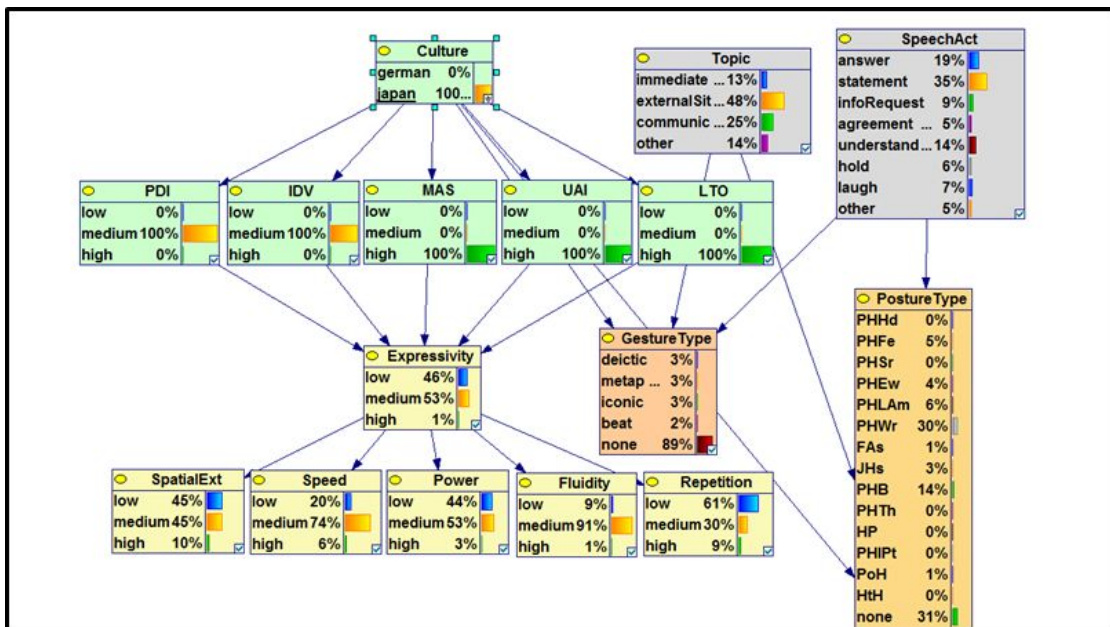 Culture
german 0%
japan 100...
Topic
immediate ... 13%
externalSit ... 48%
communic ... 25%
other 14%
SpeechAct
answer 19%
statement 35%
infoRequest 9%
agreement ... 5%
understand ... 14%
hold 6%
laugh 7%
other 5%
PDI
low 0%
medium 100%
high 0%
IDV
low 0%
medium 100%
high 0%
MAS
low 0%
medium 0%
high 100%
UAI
low 0%
medium 0%
high 100%
LTO
low 0%
medium 0%
high 100%
Expressivity
low 46%
medium 53%
high 1%
GestureType
deictic 3%
metap ... 3%
iconic 3%
beat 2%
none 89%
PostureType
PHHd 0%
PHFe 5%
PHSr 0%
PHEw 4%
PHLAm 6%
PHWr 30%
FAs 1%
JHs 3%
PHB 14%
PHTh 0%
HP 0%
PHIPt 0%
PoH 1%
HtH 0%
none 31%
SpatialExt
low 45%
medium 45%
high 10%
Speed
low 20%
medium 74%
high 6%
Power
low 44%
medium 53%
high 3%
Fluidity
low 9%
medium 91%
high 1%
Repetition
low 61%
medium 30%
high 9%